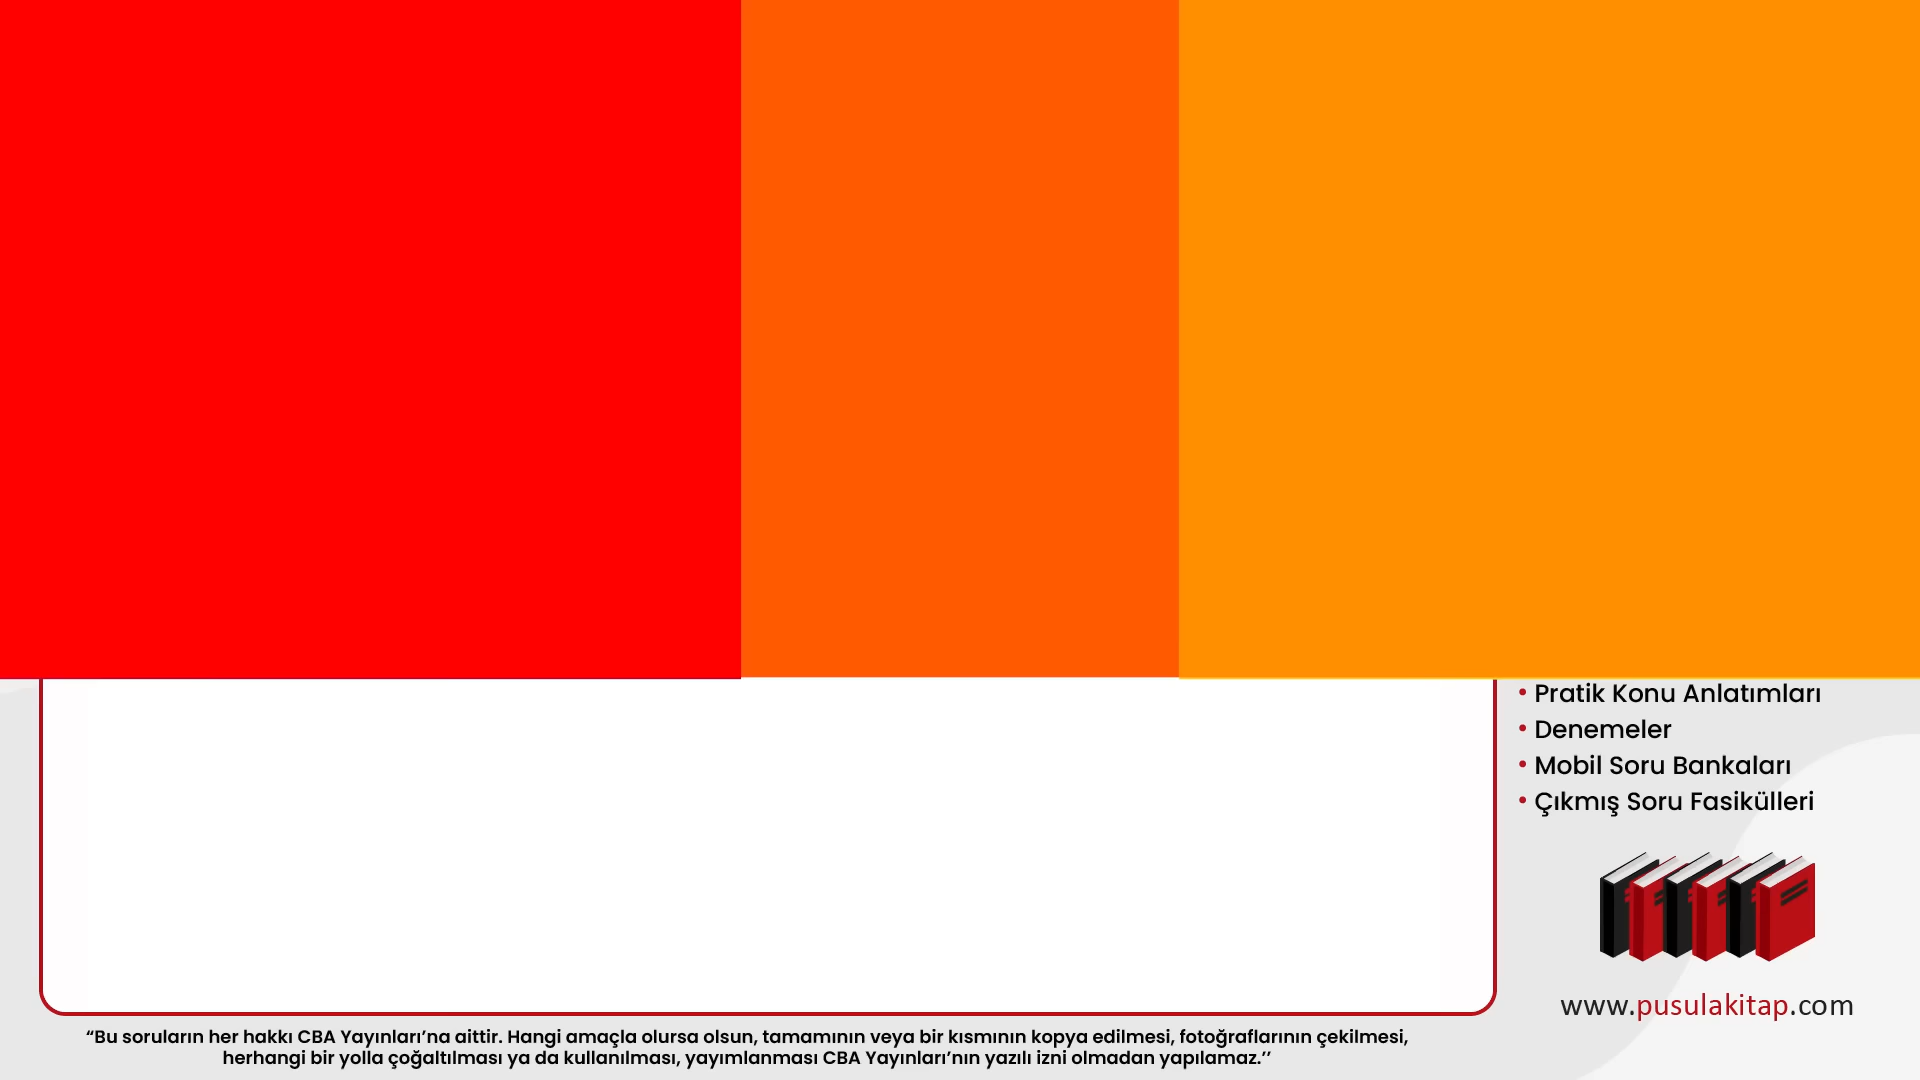 • Pratik Konu Anlatımları
• Denemeler
• Mobil Soru Bankaları
• Çıkmış Soru Fasikülleri
www.pusulakitap.com
“Bu soruların her hakkı CBA Yayınları’na aittir. Hangi amaçla olursa olsun, tamamının veya bir kısmının kopya edilmesi, fotoğraflarının çekilmesi,
herhangi bir yolla çoğaltılması ya da kullanılması, yayımlanması CBA Yayınları’nın yazılı izni olmadan yapılamaz.’’